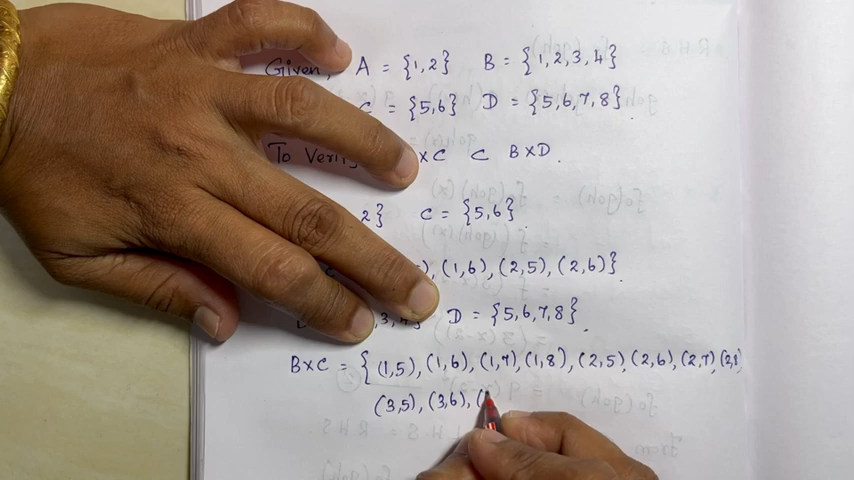 Given, A = {1,2} B = {1,2,3,4}
C = {5,6} D = {5,6,7,8}.
To Verify ×C ⊂ B×D.
2} C = {5,6}
), (1,6), (2,5), (2,6)}.
D = {5,6,7,8}.
B×C = { (1,5), (1,6), (1,7), (1,8), (2,5) (2,6), (2,7) (2,8)
(3,5), (3,6), (